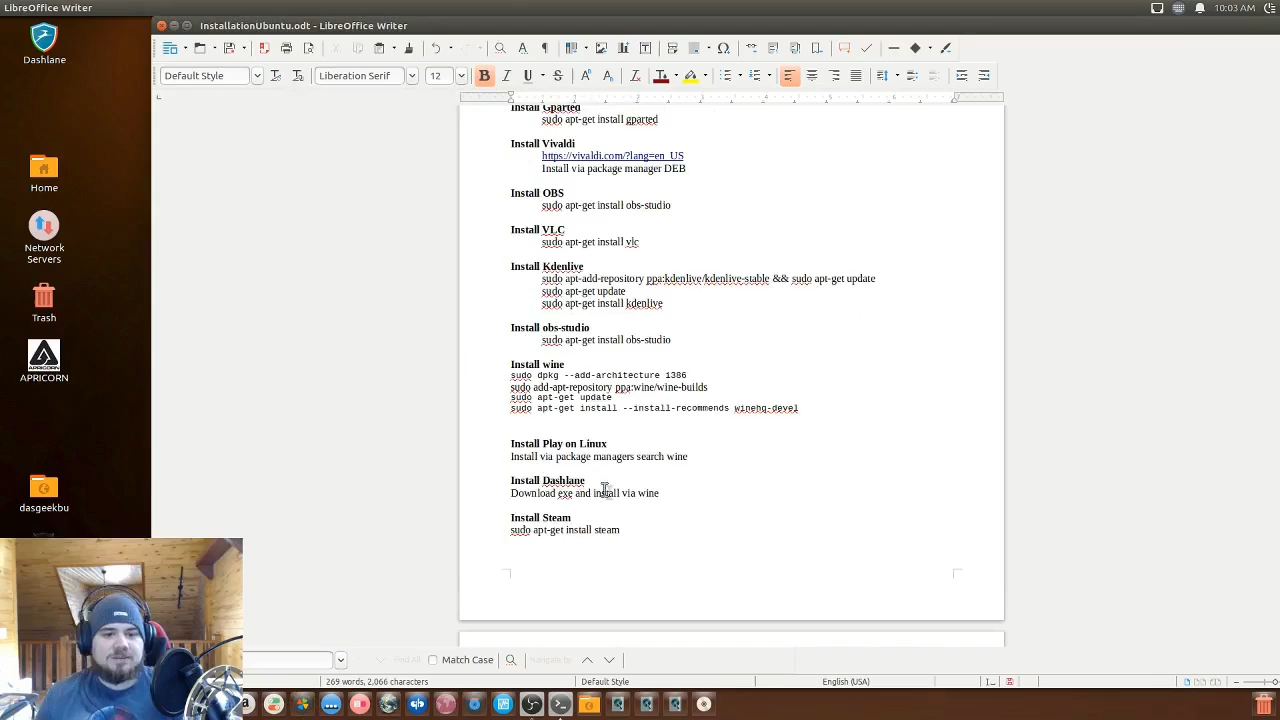 LibreOffice Writer
10:03 AM
InstallationUbuntu.odt - LibreOffice Writer
Dashlane
Default Style
Liberation Serif
12
Install Gparted
sudo apt-get install gparted
Install Vivaldi
https://vivaldi.com/?lang=en_US
Install via package manager DEB
Home
Install OBS
sudo apt-get install obs-studio
Install VLC
sudo apt-get install vlc
Network
Servers
Install Kdenlive
sudo apt-add-repository ppa:kdenlive/kdenlive-stable && sudo apt-get update
sudo apt-get update
sudo apt-get install kdenlive
Trash
Install obs-studio
sudo apt-get install obs-studio
APRICORN
Install wine
sudo dpkg --add-architecture i386
sudo add-apt-repository ppa:wine/wine-builds
sudo apt-get update
sudo apt-get install --install-recommends winehq-devel
Install Play on Linux
Install via package managers search wine
Install Dashlane
Download exe and install via wine
dasgeekbu
Install Steam
sudo apt-get install steam
Find All
Match Case
Navigate by
269 words, 2,066 characters
Default Style
English (USA)